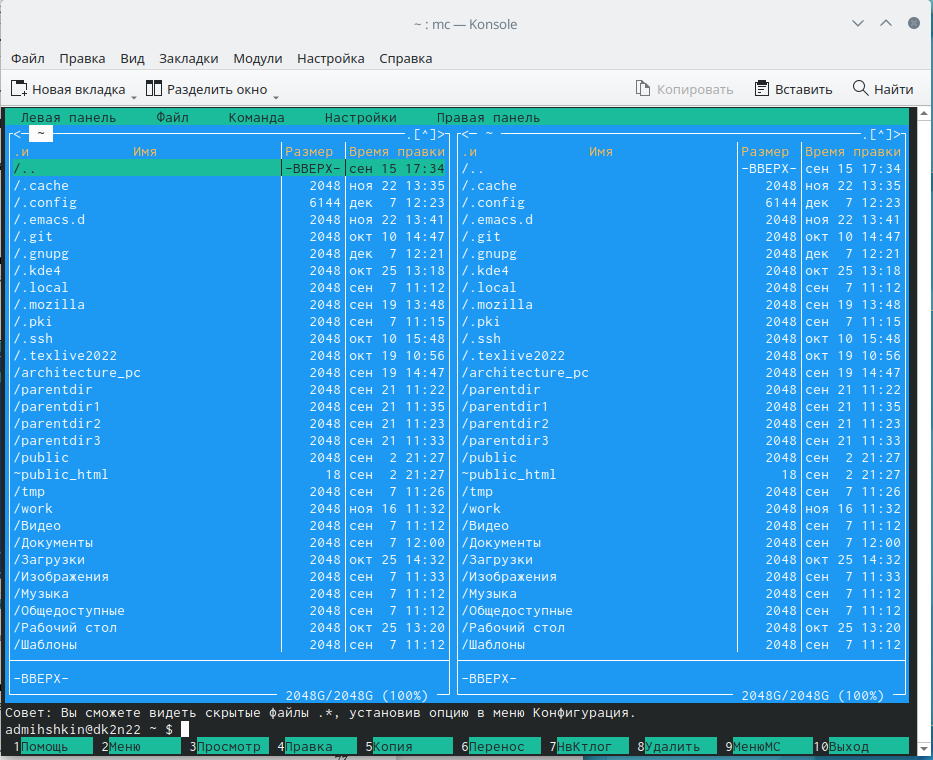 ~ : mc — Konsole
Файл Правка Вид Закладки Модули Настройка Справка
Новая вкладка Разделить окно Копировать Вставить Найти
Левая панель Файл Команда Настройки Правая панель
<─ ~ .[^]> <─ ~ .[^]>
.и Имя Размер Время правки .и Имя Размер Время правки
/.. -ВВЕРХ- сен 15 17:34 /.. -ВВЕРХ- сен 15 17:34
/.cache 2048 ноя 22 13:35 /.cache 2048 ноя 22 13:35
/.config 6144 дек 7 12:23 /.config 6144 дек 7 12:23
/.emacs.d 2048 ноя 22 13:41 /.emacs.d 2048 ноя 22 13:41
/.git 2048 окт 10 14:47 /.git 2048 окт 10 14:47
/.gnupg 2048 дек 7 12:21 /.gnupg 2048 дек 7 12:21
/.kde4 2048 окт 25 13:18 /.kde4 2048 окт 25 13:18
/.local 2048 сен 7 11:12 /.local 2048 сен 7 11:12
/.mozilla 2048 сен 19 13:48 /.mozilla 2048 сен 19 13:48
/.pki 2048 сен 7 11:15 /.pki 2048 сен 7 11:15
/.ssh 2048 окт 10 15:48 /.ssh 2048 окт 10 15:48
/.texlive2022 2048 окт 19 10:56 /.texlive2022 2048 окт 19 10:56
/architecture_pc 2048 сен 19 14:47 /architecture_pc 2048 сен 19 14:47
/parentdir 2048 сен 21 11:22 /parentdir 2048 сен 21 11:22
/parentdir1 2048 сен 21 11:35 /parentdir1 2048 сен 21 11:35
/parentdir2 2048 сен 21 11:23 /parentdir2 2048 сен 21 11:23
/parentdir3 2048 сен 21 11:33 /parentdir3 2048 сен 21 11:33
/public 2048 сен 2 21:27 /public 2048 сен 2 21:27
~public_html 18 сен 2 21:27 ~public_html 18 сен 2 21:27
/tmp 2048 сен 7 11:26 /tmp 2048 сен 7 11:26
/work 2048 ноя 16 11:32 /work 2048 ноя 16 11:32
/Видео 2048 сен 7 11:12 /Видео 2048 сен 7 11:12
/Документы 2048 сен 7 12:00 /Документы 2048 сен 7 12:00
/Загрузки 2048 окт 25 14:32 /Загрузки 2048 окт 25 14:32
/Изображения 2048 сен 7 11:33 /Изображения 2048 сен 7 11:33
/Музыка 2048 сен 7 11:12 /Музыка 2048 сен 7 11:12
/Общедоступные 2048 сен 7 11:12 /Общедоступные 2048 сен 7 11:12
/Рабочий стол 2048 окт 25 13:20 /Рабочий стол 2048 окт 25 13:20
/Шаблоны 2048 сен 7 11:12 /Шаблоны 2048 сен 7 11:12
-ВВЕРХ- -ВВЕРХ-
2048G/2048G (100%) 2048G/2048G (100%)
Совет: Вы сможете видеть скрытые файлы .*, установив опцию в меню Конфигурация.
admihshkin@dk2n22 ~ $
1Помощь 2Меню 3Просмотр 4Правка 5Копия 6Перенос 7НвКтлог 8Удалить 9МенюМС 10Выход